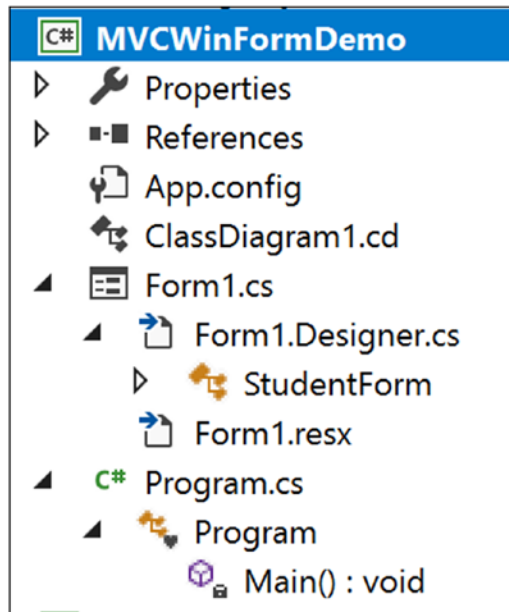 C# MVCWinFormDemo
Properties
References
App.config
ClassDiagram1.cd
Form1.cs
Form1.Designer.cs
StudentForm
Form1.resx
C# Program.cs
Program
Main() : void